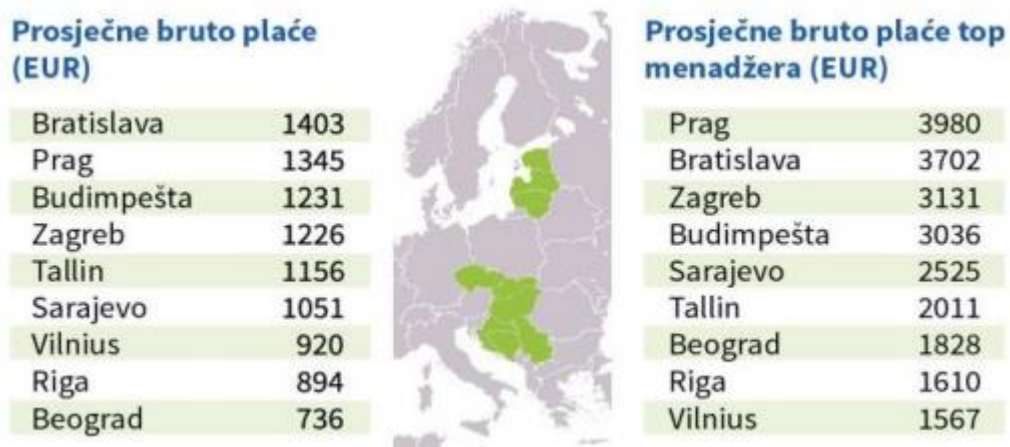 Prosječne bruto plaće
(EUR)
Bratislava 1403
Prag 1345
Budimpešta 1231
Zagreb 1226
Tallin 1156
Sarajevo 1051
Vilnius 920
Riga 894
Beograd 736
Prosječne bruto plaće top
menadžera (EUR)
Prag 3980
Bratislava 3702
Zagreb 3131
Budimpešta 3036
Sarajevo 2525
Tallin 2011
Beograd 1828
Riga 1610
Vilnius 1567